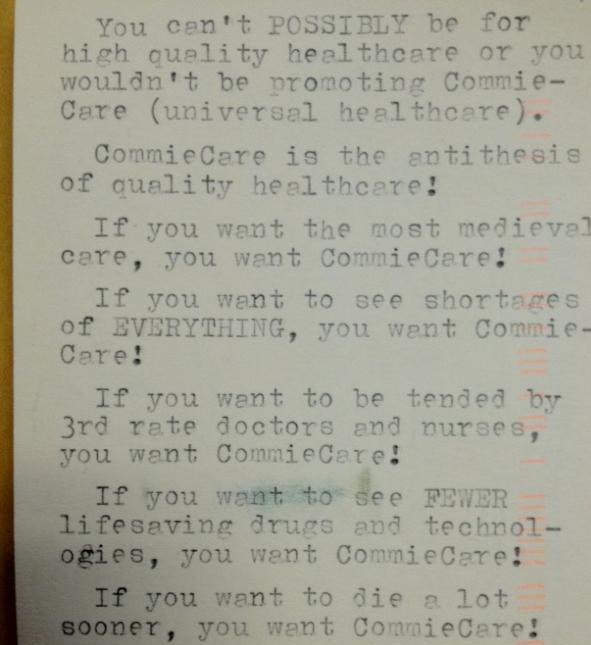 You can't POSSIBLY be for
high quality healthcare or you
wouldn't be promoting Commie-
Care (universal healthcare).
CommieCare is the antithesis
of quality healthcare!
If you want the most medieval
care, you want CommieCare!
If you want to see shortages
of EVERYTHING, you want Commie-
Care!
If you want to be tended by
3rd rate doctors and nurses,
you want CommieCare!
If you want to see FEWER
lifesaving drugs and technol-
ogies, you want CommieCare!
If you want to die a lot
sooner, you want CommieCare!